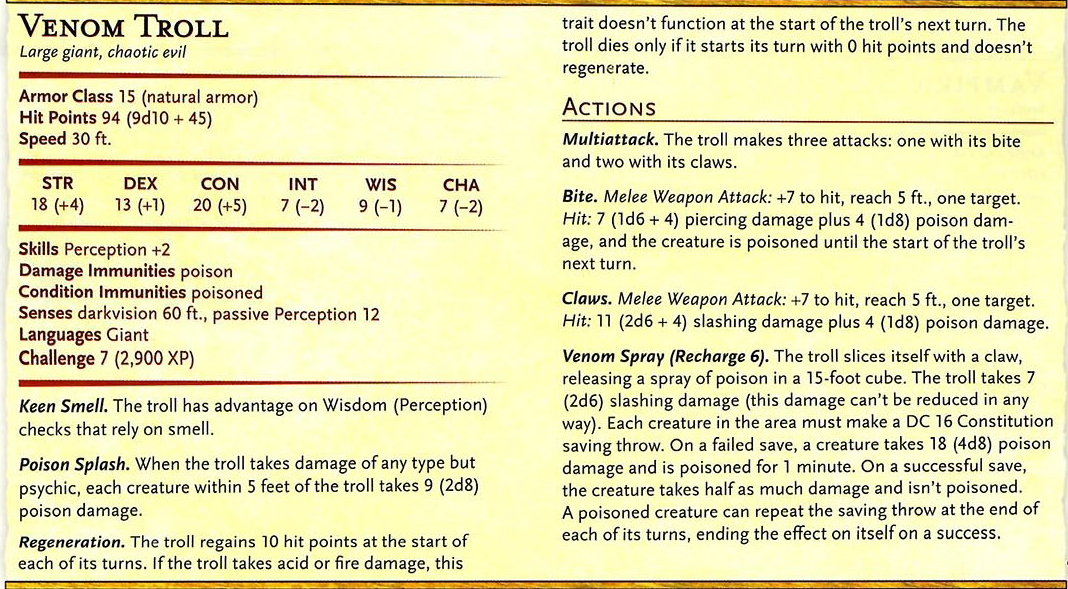 VENOM TROLL
Large giant, chaotic evil
Armor Class 15 (natural armor)
Hit Points 94 (9d10 + 45)
Speed 30 ft.
STR DEX CON INT WIS CHA
18 (+4) 13 (+1) 20 (+5) 7 (–2) 9 (–1) 7 (–2)
Skills Perception +2
Damage Immunities poison
Condition Immunities poisoned
Senses darkvision 60 ft., passive Perception 12
Languages Giant
Challenge 7 (2,900 XP)
Keen Smell. The troll has advantage on Wisdom (Perception)
checks that rely on smell.
Poison Splash. When the troll takes damage of any type but
psychic, each creature within 5 feet of the troll takes 9 (2d8)
poison damage.
Regeneration. The troll regains 10 hit points at the start of
each of its turns. If the troll takes acid or fire damage, this
trait doesn't function at the start of the troll's next turn. The
troll dies only if it starts its turn with 0 hit points and doesn't
regenerate.
ACTIONS
Multiattack. The troll makes three attacks: one with its bite
and two with its claws.
Bite. Melee Weapon Attack: +7 to hit, reach 5 ft., one target.
Hit: 7 (1d6 + 4) piercing damage plus 4 (1d8) poison dam-
age, and the creature is poisoned until the start of the troll's
next turn.
Claws. Melee Weapon Attack: +7 to hit, reach 5 ft., one target.
Hit: 11 (2d6 + 4) slashing damage plus 4 (1d8) poison damage.
Venom Spray (Recharge 6). The troll slices itself with a claw,
releasing a spray of poison in a 15-foot cube. The troll takes 7
(2d6) slashing damage (this damage can't be reduced in any
way). Each creature in the area must make a DC 16 Constitution
saving throw. On a failed save, a creature takes 18 (4d8) poison
damage and is poisoned for 1 minute. On a successful save,
the creature takes half as much damage and isn't poisoned.
A poisoned creature can repeat the saving throw at the end of
each of its turns, ending the effect on itself on a success.